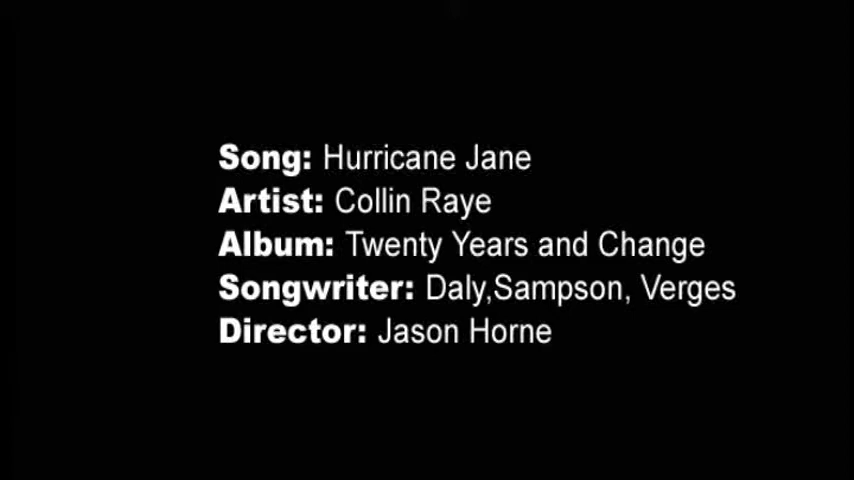 Song: Hurricane Jane
Artist: Collin Raye
Album: Twenty Years and Change
Songwriter: Daly,Sampson, Verges
Director: Jason Horne